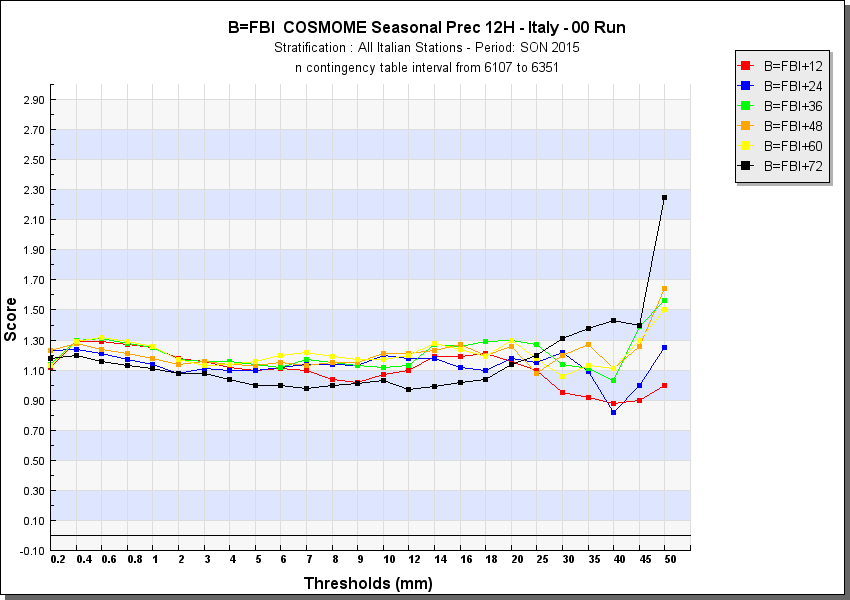 B=FBI COSMOME Seasonal Prec 12H - Italy - 00 Run
Stratification : All Italian Stations - Period: SON 2015
n contingency table interval from 6107 to 6351
B=FBI+12
B=FBI+24
B=FBI+36
B=FBI+48
B=FBI+60
B=FBI+72
2.90
2.70
2.50
2.30
2.10
1.90
1.70
1.50
1.30
1.10
0.90
0.70
0.50
0.30
0.10
-0.10
Score
0.2 0.4 0.6 0.8 1 2 3 4 5 6 7 8 9 10 12 14 16 18 20 25 30 35 40 45 50
Thresholds (mm)